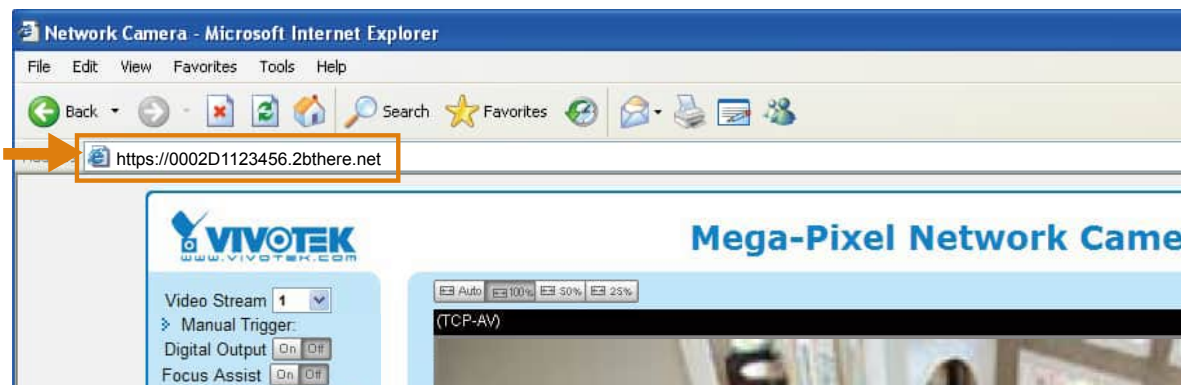 Network Camera - Microsoft Internet Explorer
File Edit View Favorites Tools Help
Back Search Favorites
https://0002D1123456.2bthere.net
VIVOTEK
www.vivotek.com
Mega-Pixel Network Came
Auto 100% 50% 25%
Video Stream 1
(TCP-AV)
Manual Trigger:
Digital Output On Off
Focus Assist On Off